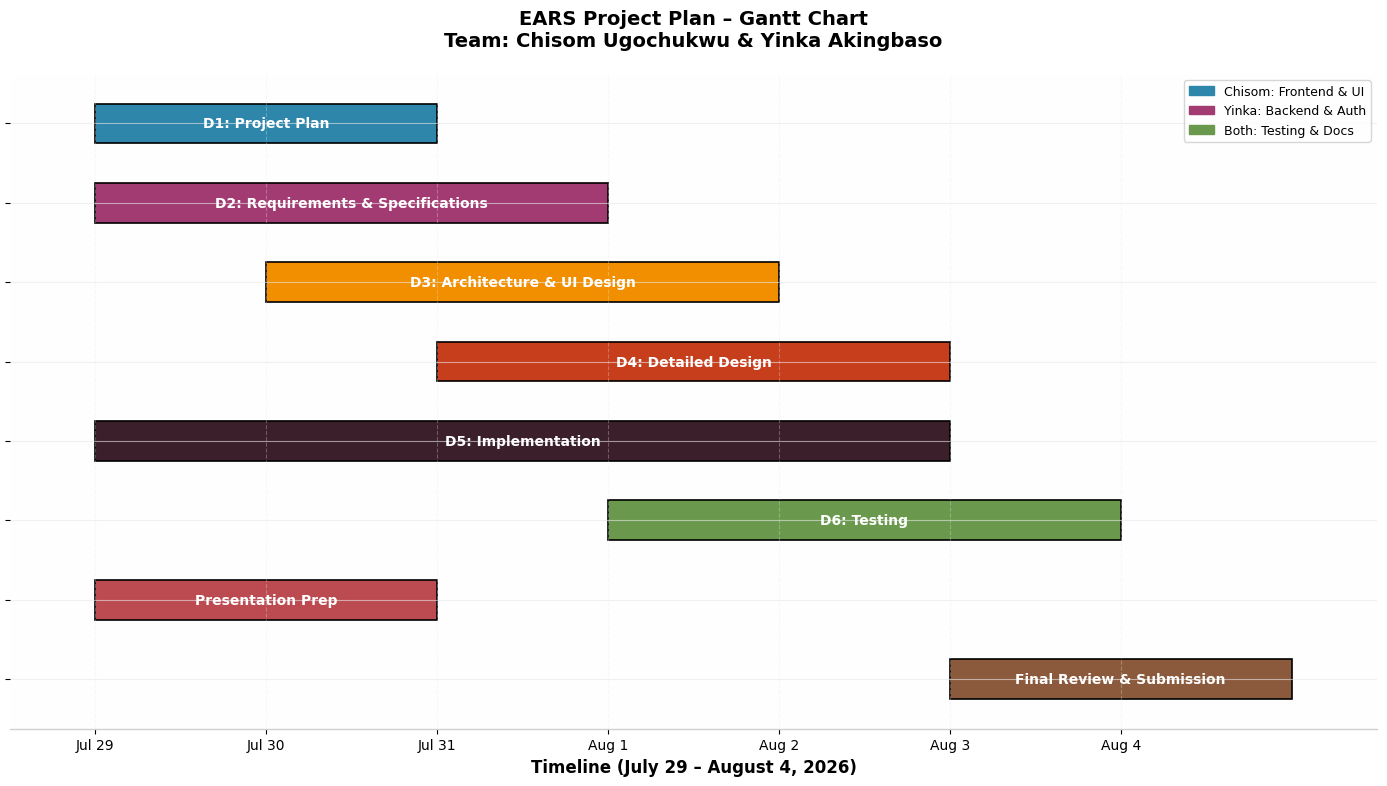 EARS Project Plan – Gantt Chart
Team: Chisom Ugochukwu & Yinka Akingbaso
Chisom: Frontend & UI
Yinka: Backend & Auth
Both: Testing & Docs
D1: Project Plan
D2: Requirements & Specifications
D3: Architecture & UI Design
D4: Detailed Design
D5: Implementation
D6: Testing
Presentation Prep
Final Review & Submission
Jul 29 Jul 30 Jul 31 Aug 1 Aug 2 Aug 3 Aug 4
Timeline (July 29 – August 4, 2026)